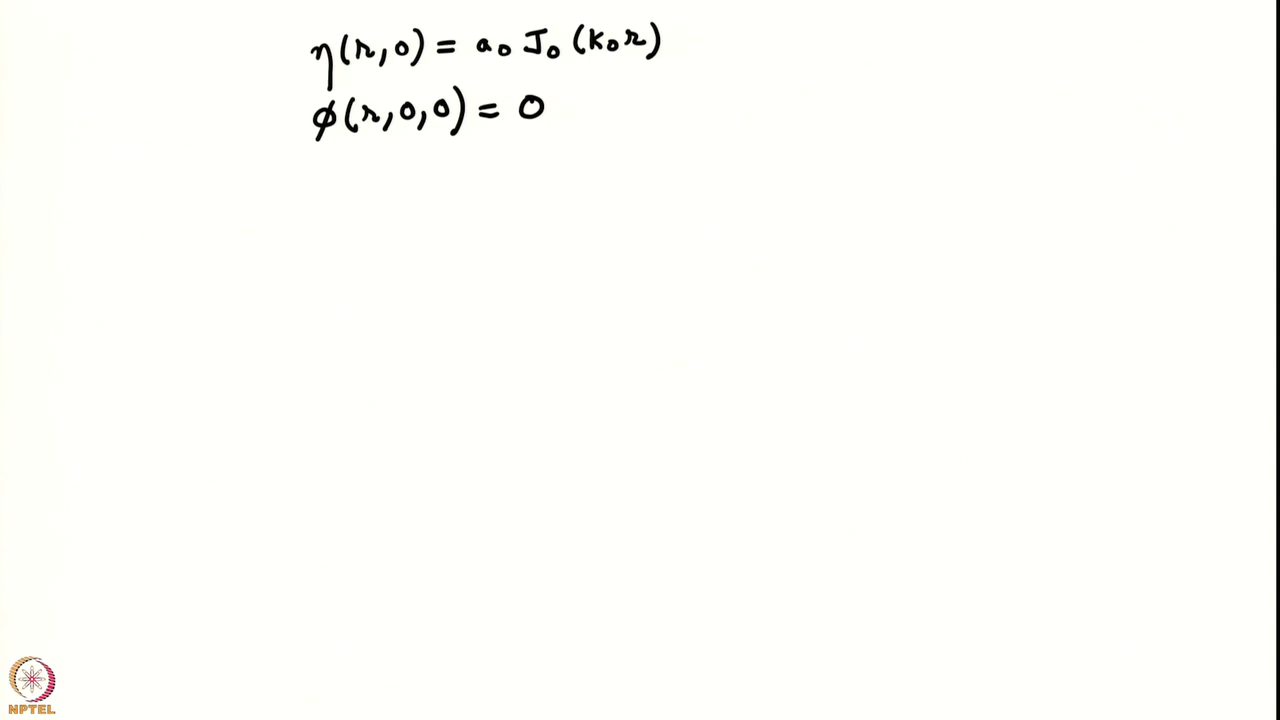 η(r,0) = a₀ J₀ (k₀r)
φ(r,0,0) = 0
NPTEL